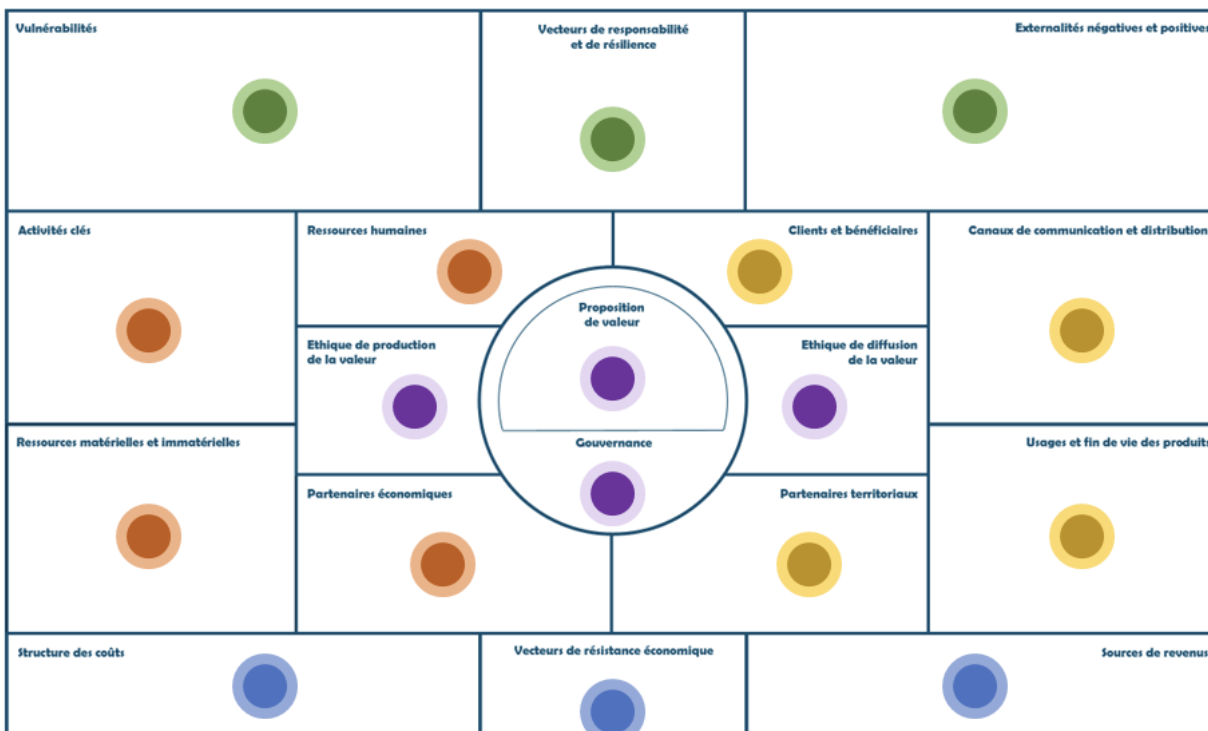 Vulnérabilités
Vecteurs de responsabilité
et de résilience
Externalités négatives et positives
Activités clés
Ressources humaines
Clients et bénéficiaires
Canaux de communication et distribution
Proposition
de valeur
Ethique de production
de la valeur
Ethique de diffusion
de la valeur
Ressources matérielles et immatérielles
Gouvernance
Usages et fin de vie des produits
Partenaires économiques
Partenaires territoriaux
Structure des coûts
Vecteurs de résistance économique
Sources de revenus